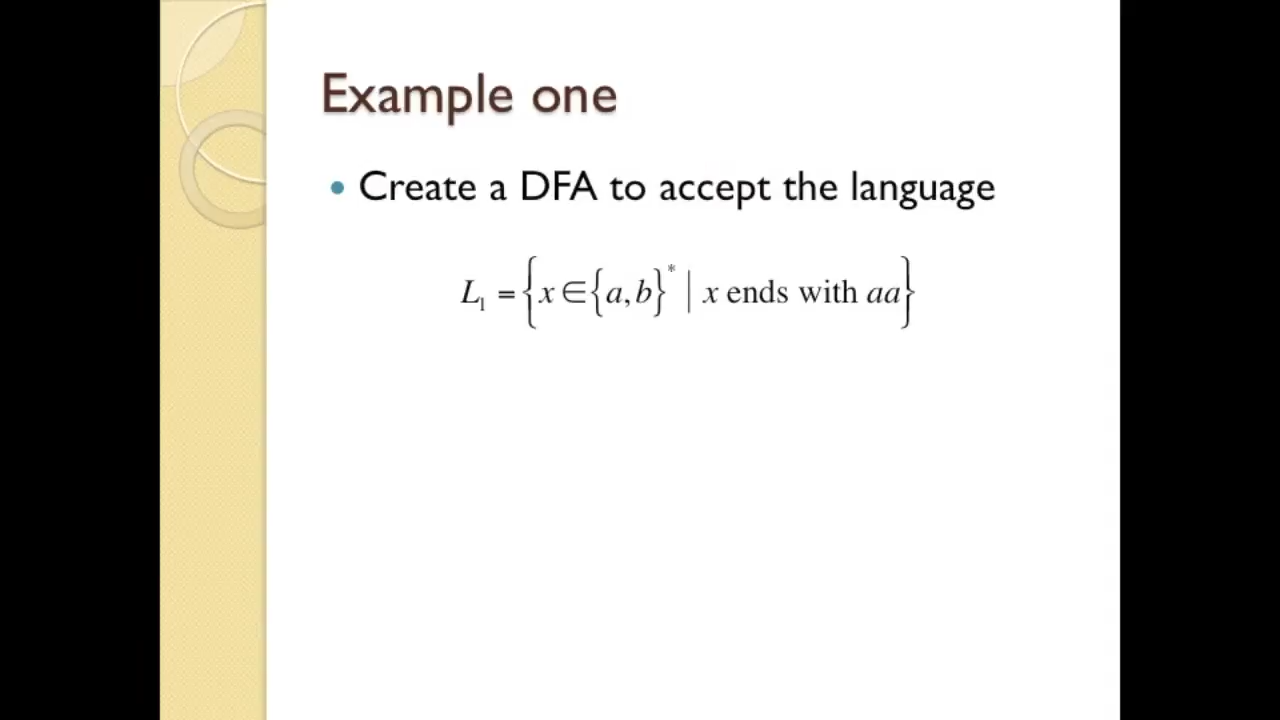 Example one
• Create a DFA to accept the language
L₁ = {x ∈ {a, b}* | x ends with aa}